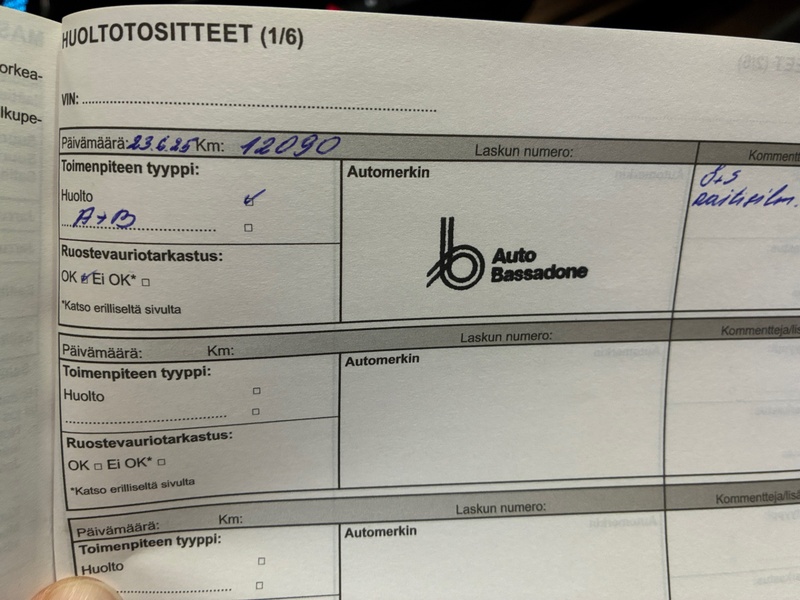 orkea-
lkupe-
HUOLTOTOSITTEET (1/6)
VIN:
Päivämäärä: 23.6.25 Km: 12090 Laskun numero: Kommentt
Toimenpiteen tyyppi:
Automerkin
Huolto
A+B
Auto
Bassadone
Ruostevauriotarkastus:
OK Ei OK*
*Katso erilliseltä sivulta
Päivämäärä: Km: Laskun numero: Kommentteja/lis
Toimenpiteen tyyppi:
Automerkin
Huolto
Ruostevauriotarkastus:
OK Ei OK*
*Katso erilliseltä sivulta
Päivämäärä: Km: Laskun numero: Kommentteja/lisä
Toimenpiteen tyyppi:
Automerkin
Huolto